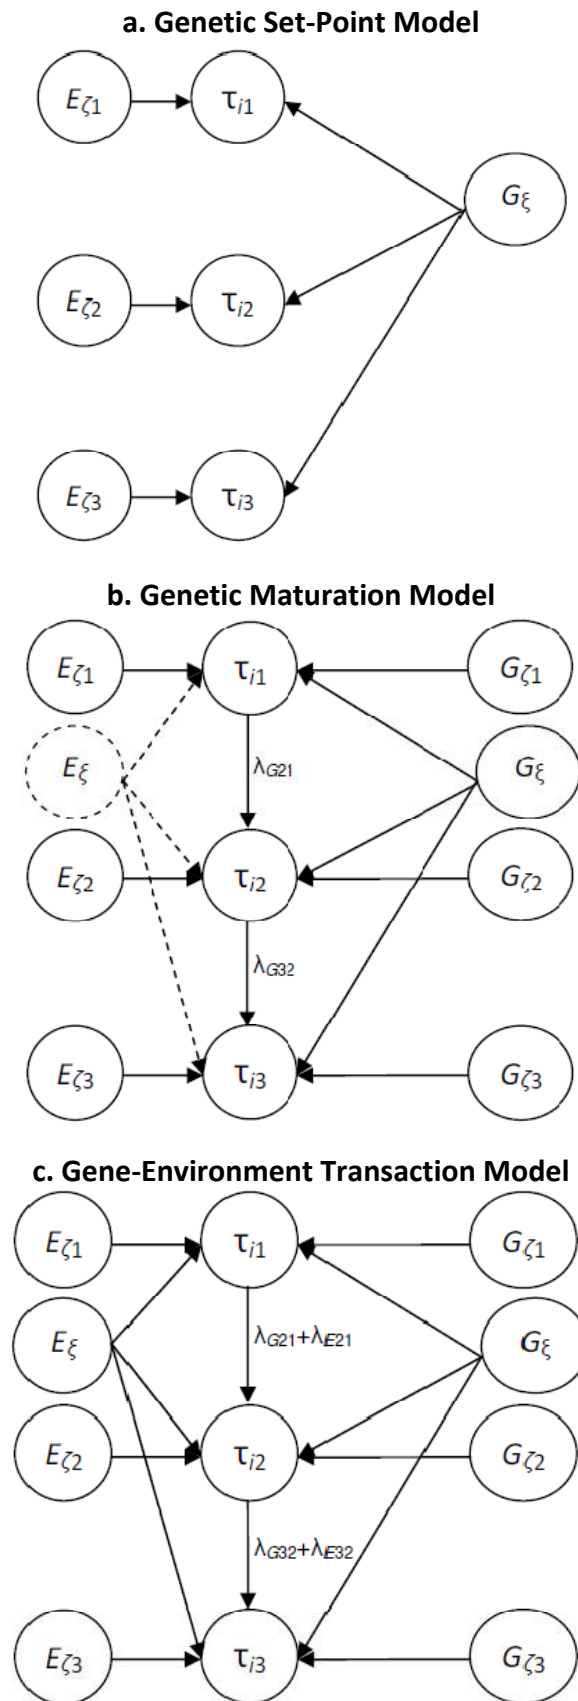 a. Genetic Set-Point Model
Eζ1 τi1
Gξ
Eζ2 τi2
Eζ3 τi3
b. Genetic Maturation Model
Eζ1 τi1 Gζ1
Eξ λG21 Gξ
Eζ2 τi2 Gζ2
λG32
Eζ3 τi3 Gζ3
c. Gene-Environment Transaction Model
Eζ1 τi1 Gζ1
Eξ λG21+λE21 Gξ
Eζ2 τi2 Gζ2
λG32+λE32
Eζ3 τi3 Gζ3